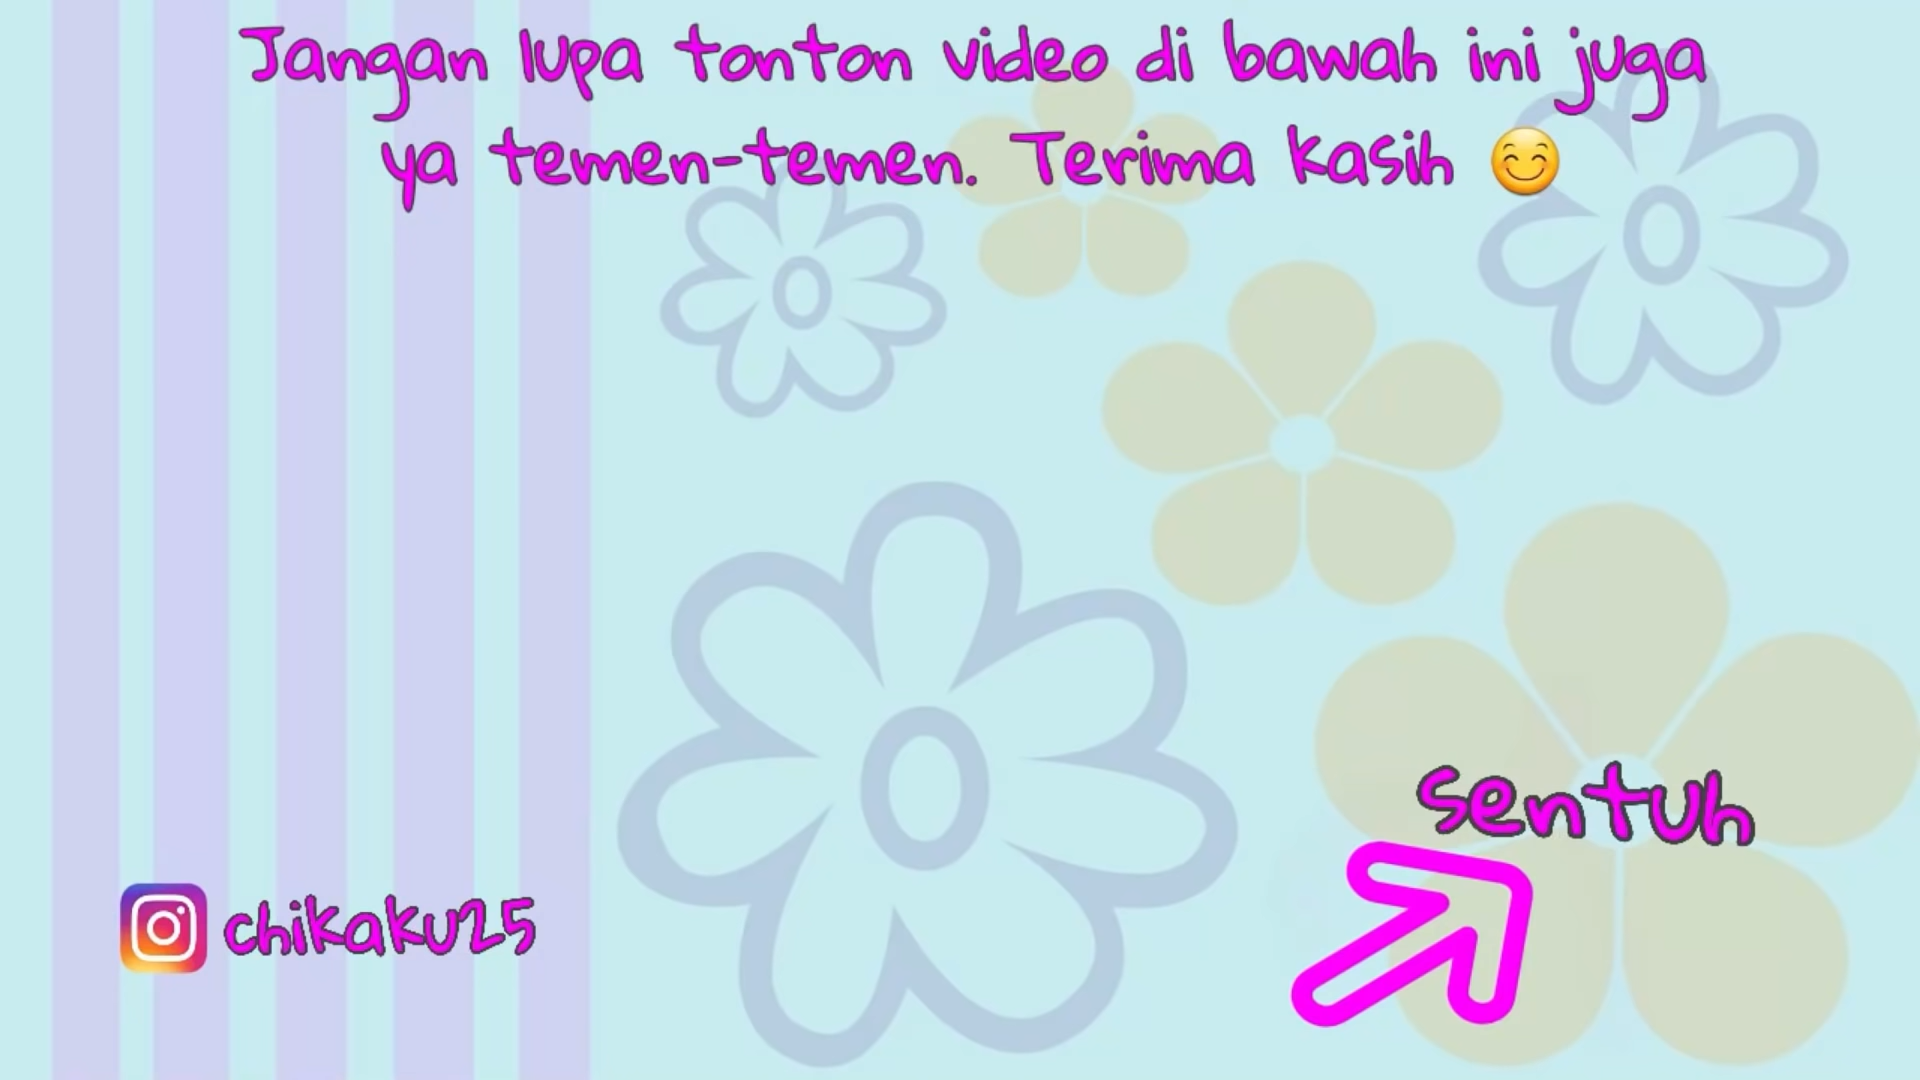 Jangan lupa tonton video di bawah ini juga
ya temen-temen. Terima kasih 😊
sentuh
chikaku25